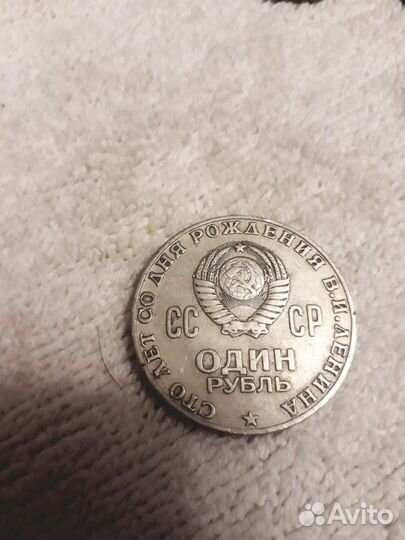 СТО ЛЕТ СО ДНЯ РОЖДЕНИЯ В.И.ЛЕНИНА
СС СР
ОДИН
РУБЛЬ
Avito